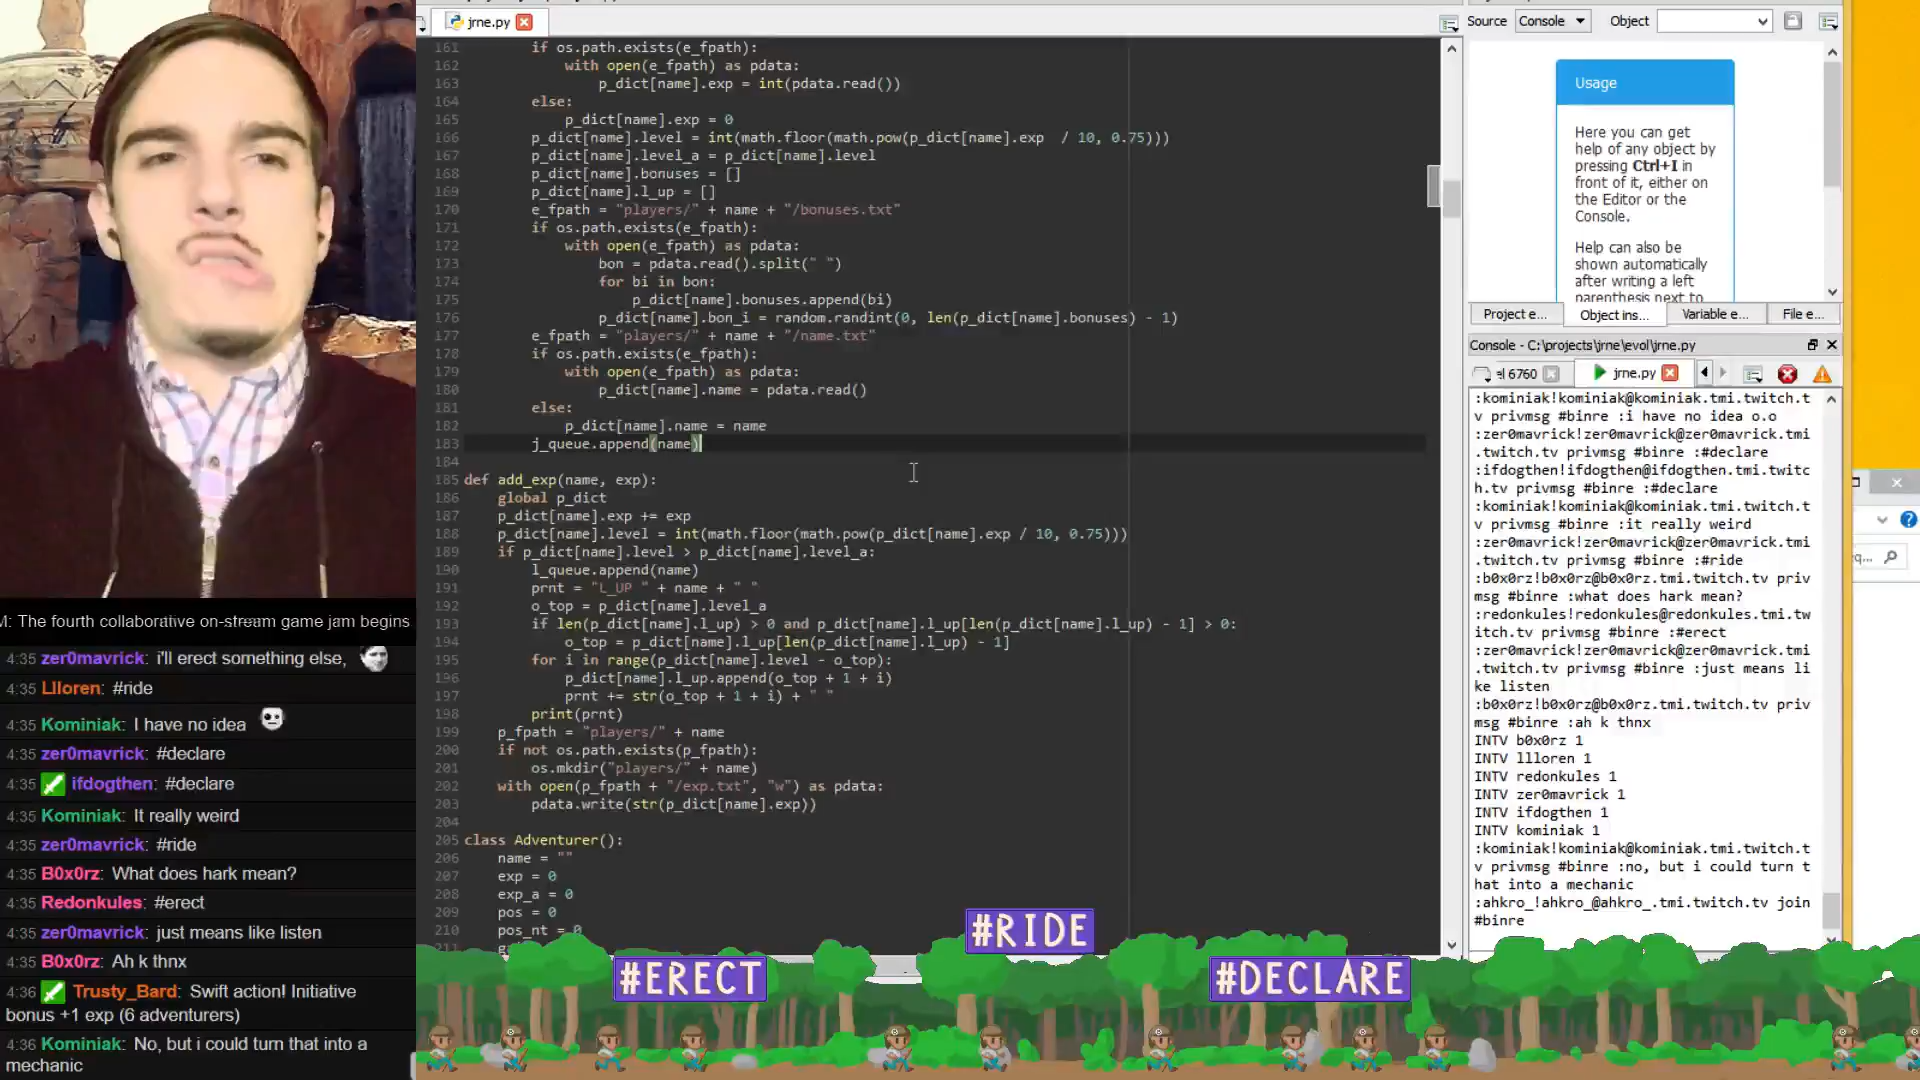 jrne.py
161 if os.path.exists(e_fpath):
162 with open(e_fpath) as pdata:
163 p_dict[name].exp = int(pdata.read())
164 else:
165 p_dict[name].exp = 0
166 p_dict[name].level = int(math.floor(math.pow(p_dict[name].exp  / 10, 0.75)))
167 p_dict[name].level_a = p_dict[name].level
168 p_dict[name].bonuses = []
169 p_dict[name].l_up = []
170 e_fpath = "players/" + name + "/bonuses.txt"
171 if os.path.exists(e_fpath):
172 with open(e_fpath) as pdata:
173 bon = pdata.read().split(" ")
174 for bi in bon:
175 p_dict[name].bonuses.append(bi)
176 p_dict[name].bon_i = random.randint(0, len(p_dict[name].bonuses) - 1)
177 e_fpath = "players/" + name + "/name.txt"
178 if os.path.exists(e_fpath):
179 with open(e_fpath) as pdata:
180 p_dict[name].name = pdata.read()
181 else:
182 p_dict[name].name = name
183 j_queue.append(name)
184
185 def add_exp(name, exp):
186 global p_dict
187 p_dict[name].exp += exp
188 p_dict[name].level = int(math.floor(math.pow(p_dict[name].exp / 10, 0.75)))
189 if p_dict[name].level > p_dict[name].level_a:
190 l_queue.append(name)
191 prnt = "L_UP " + name + " "
192 o_top = p_dict[name].level_a
193 if len(p_dict[name].l_up) > 0 and p_dict[name].l_up[len(p_dict[name].l_up) - 1] > 0:
194 o_top = p_dict[name].l_up[len(p_dict[name].l_up) - 1]
195 for i in range(p_dict[name].level - o_top):
196 p_dict[name].l_up.append(o_top + 1 + i)
197 prnt += str(o_top + 1 + i) + " "
198 print(prnt)
199 p_fpath = "players/" + name
200 if not os.path.exists(p_fpath):
201 os.mkdir("players/" + name)
202 with open(p_fpath + "/exp.txt", "w") as pdata:
203 pdata.write(str(p_dict[name].exp))
204
205 class Adventurer():
206 name = ""
207 exp = 0
208 exp_a = 0
209 pos = 0
210 pos_nt = 0
#RIDE
#ERECT
#DECLARE
M: The fourth collaborative on-stream game jam begins
4:35 zer0mavrick: i'll erect something else,
4:35 Llloren: #ride
4:35 Kominiak: I have no idea
4:35 zer0mavrick: #declare
4:35 ifdogthen: #declare
4:35 Kominiak: It really weird
4:35 zer0mavrick: #ride
4:35 B0x0rz: What does hark mean?
4:35 Redonkules: #erect
4:35 zer0mavrick: just means like listen
4:35 B0x0rz: Ah k thnx
4:36 Trusty_Bard: Swift action! Initiative
bonus +1 exp (6 adventurers)
4:36 Kominiak: No, but i could turn that into a
mechanic
Source Console Object
Usage
Here you can get
help of any object by
pressing Ctrl+I in
front of it, either on
the Editor or the
Console.
Help can also be
shown automatically
after writing a left
parenthesis next to
Project e... Object ins... Variable e... File e...
Console - C:\projects\jrne\evol\jrne.py
el 6760 jrne.py
:kominiak!kominiak@kominiak.tmi.twitch.t
v privmsg #binre :i have no idea o.o
:zer0mavrick!zer0mavrick@zer0mavrick.tmi
.twitch.tv privmsg #binre :#declare
:ifdogthen!ifdogthen@ifdogthen.tmi.twitc
h.tv privmsg #binre :#declare
:kominiak!kominiak@kominiak.tmi.twitch.t
v privmsg #binre :it really weird
:zer0mavrick!zer0mavrick@zer0mavrick.tmi
.twitch.tv privmsg #binre :#ride
:b0x0rz!b0x0rz@b0x0rz.tmi.twitch.tv priv
msg #binre :what does hark mean?
:redonkules!redonkules@redonkules.tmi.tw
itch.tv privmsg #binre :#erect
:zer0mavrick!zer0mavrick@zer0mavrick.tmi
.twitch.tv privmsg #binre :just means li
ke listen
:b0x0rz!b0x0rz@b0x0rz.tmi.twitch.tv priv
msg #binre :ah k thnx
INTV b0x0rz 1
INTV llloren 1
INTV redonkules 1
INTV zer0mavrick 1
INTV ifdogthen 1
INTV kominiak 1
:kominiak!kominiak@kominiak.tmi.twitch.t
v privmsg #binre :no, but i could turn t
hat into a mechanic
:ahkro_!ahkro_@ahkro_.tmi.twitch.tv join
#binre